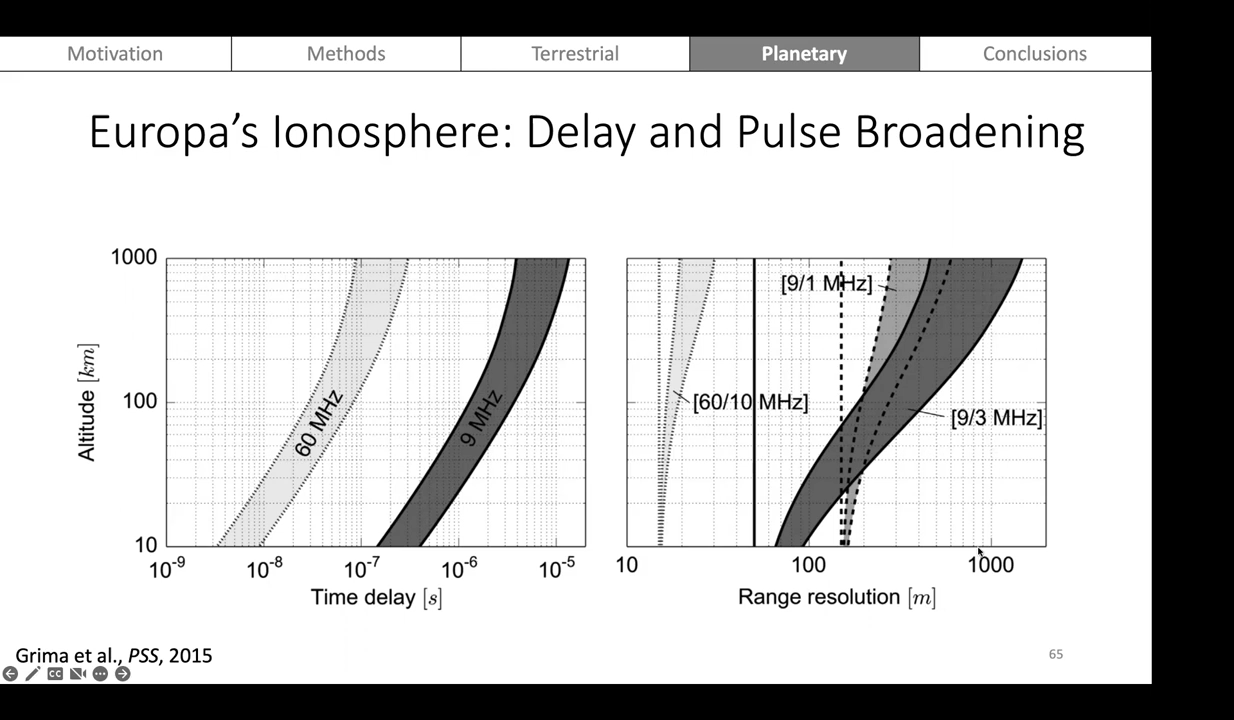 Motivation
Methods
Terrestrial
Planetary
Conclusions
Europa’s Ionosphere: Delay and Pulse Broadening
1000
100
10
Altitude [km]
60 MHz
9 MHz
10-9
10-8
10-7
10-6
10-5
Time delay [s]
[9/1 MHz]
[60/10 MHz]
[9/3 MHz]
10
100
1000
Range resolution [m]
Grima et al., PSS, 2015
65
CC